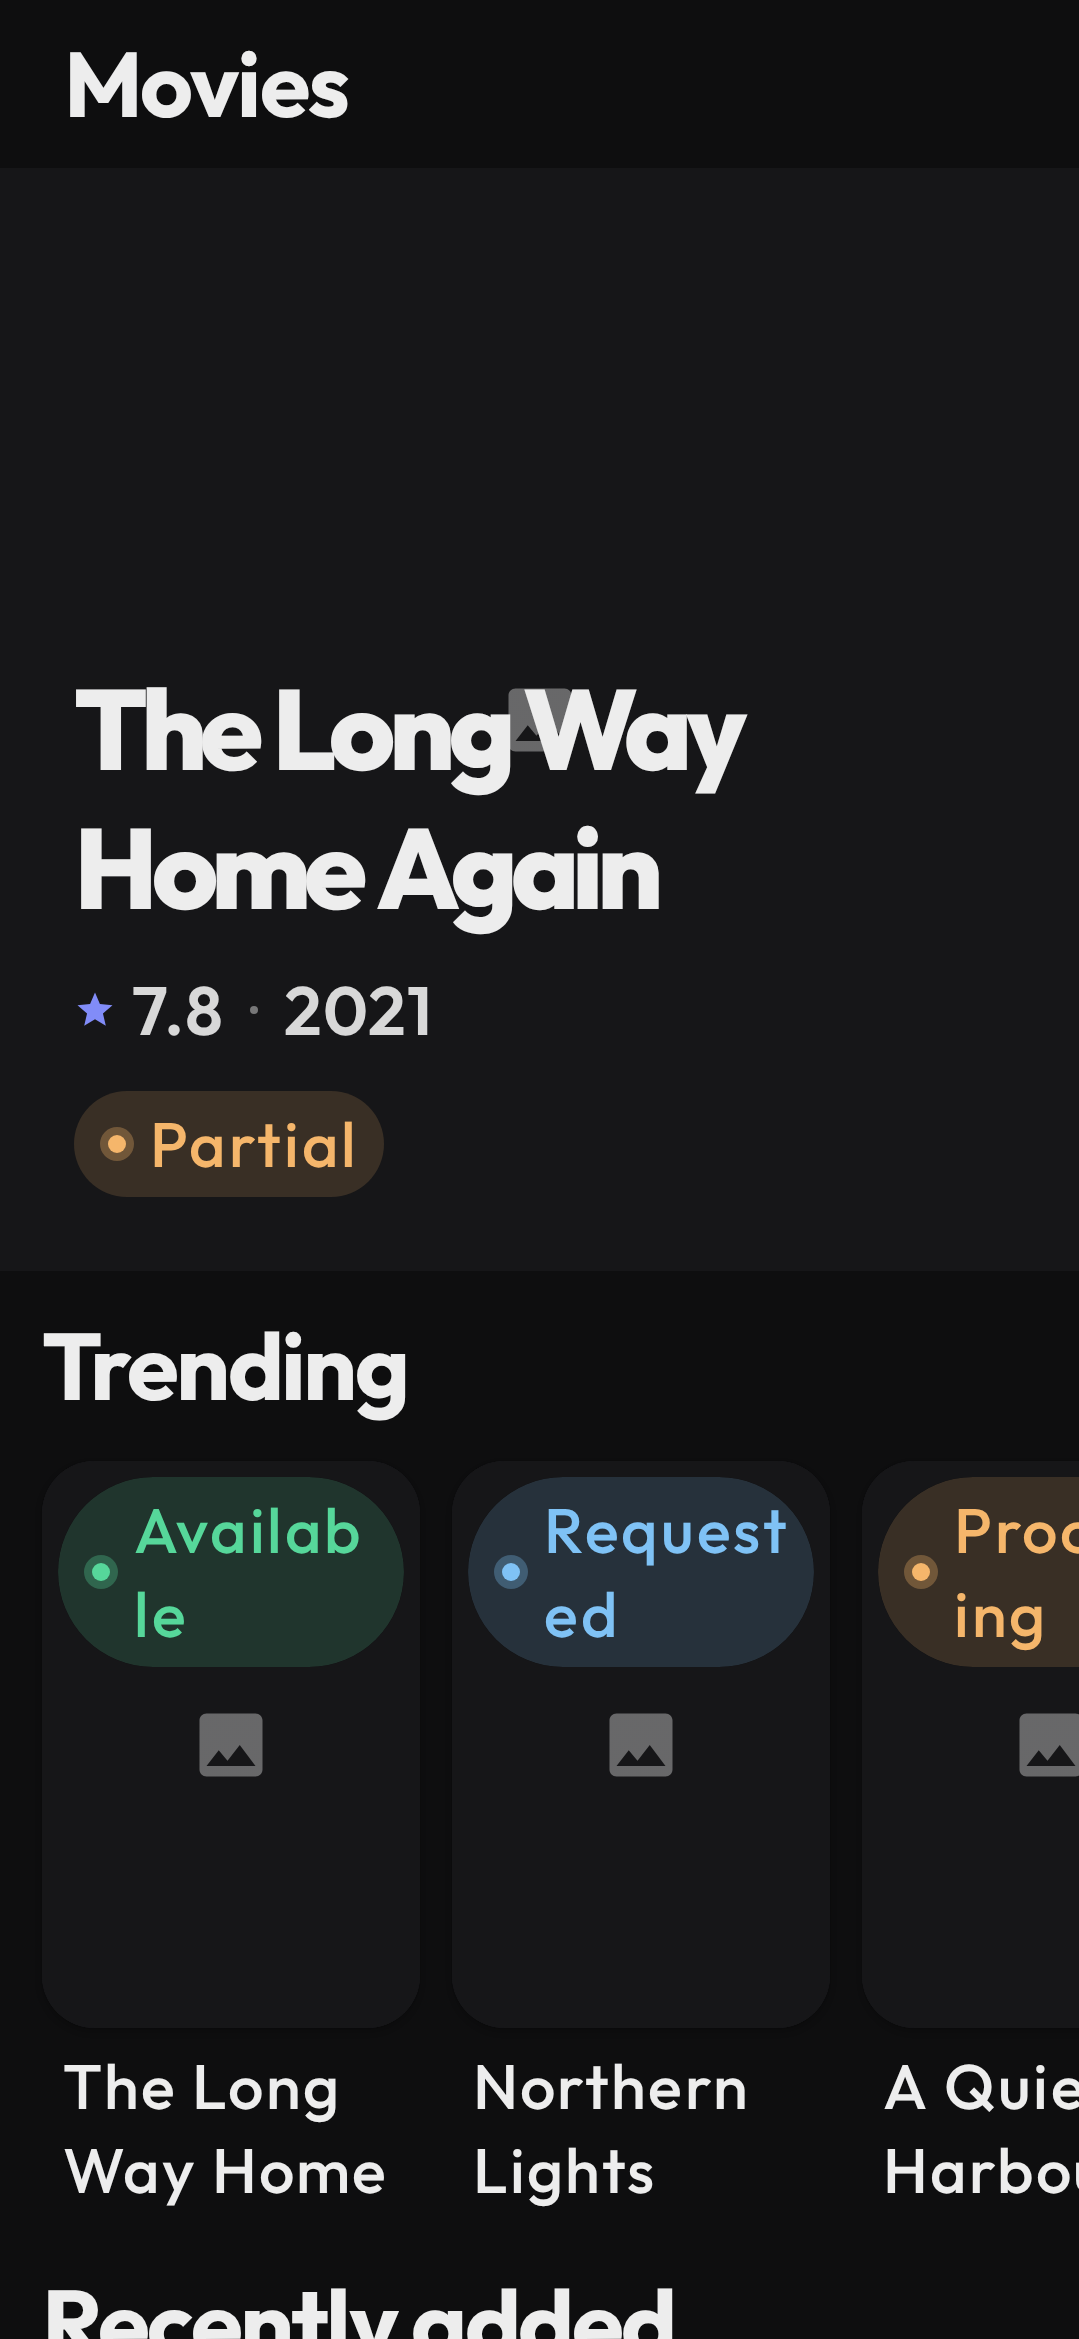 Movies
The Long Way
Home Again
7.8 · 2021
Partial
Trending
Availab
le
Request
ed
Proc
ing
The Long
Way Home
Northern
Lights
A Quie
Harbou
Recently added